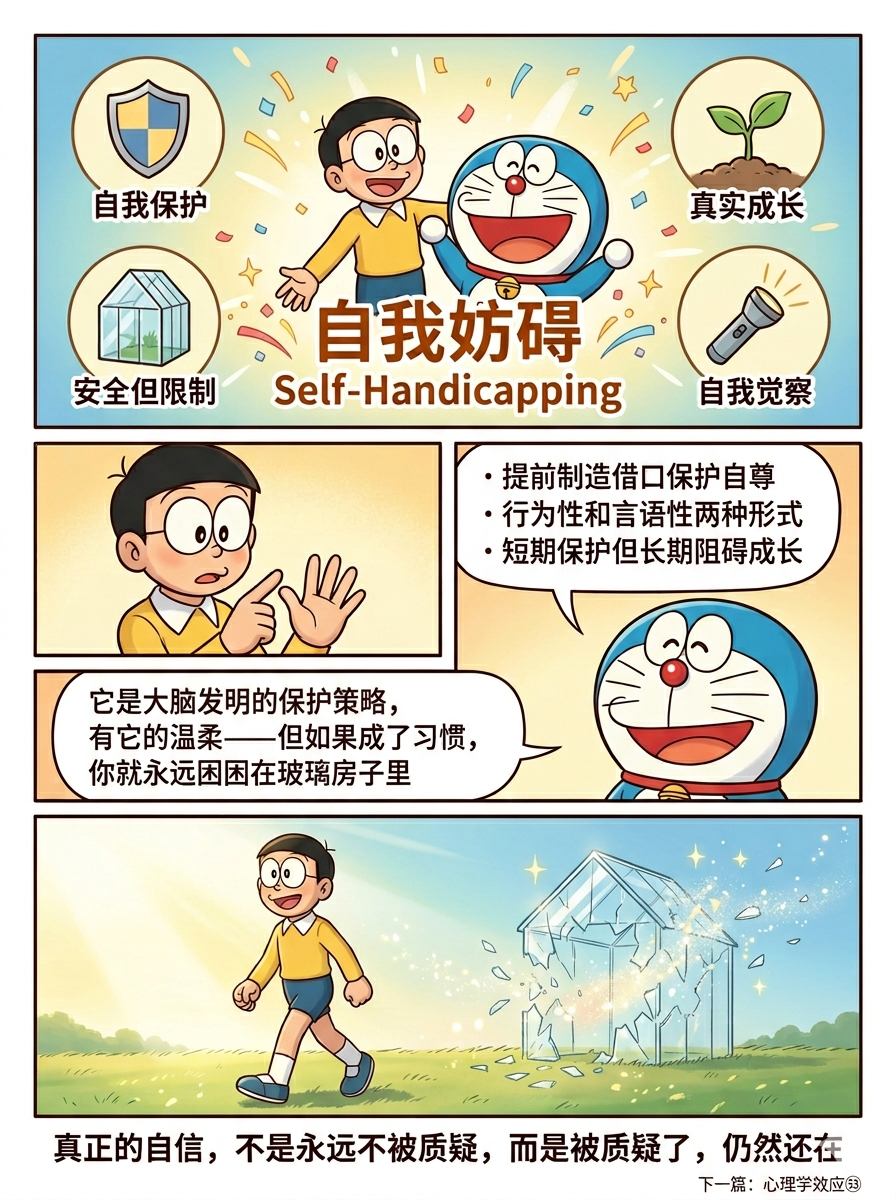 自我保护
真实成长
安全但限制
自我觉察
自我妨碍
Self-Handicapping
·提前制造借口保护自尊
·行为性和言语性两种形式
·短期保护但长期阻碍成长
它是大脑发明的保护策略，
有它的温柔——但如果成了习惯，
你就永远困困在玻璃房子里
真正的自信，不是永远不被质疑，而是被质疑了，仍然还在
下一篇：心理学效应㊳